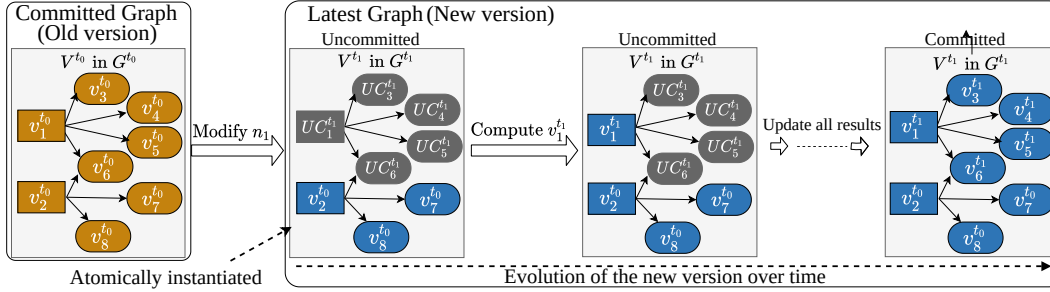 Committed Graph
(Old version)
V^{t_0} in G^{t_0}
v_3^{t_0}
v_4^{t_0}
v_1^{t_0}
v_5^{t_0}
v_6^{t_0}
v_2^{t_0}
v_7^{t_0}
v_8^{t_0}
Modify n_1
Atomically instantiated
Latest Graph (New version)
Uncommitted
V^{t_1} in G^{t_1}
UC_3^{t_1}
UC_4^{t_1}
UC_1^{t_1}
UC_5^{t_1}
UC_6^{t_1}
v_2^{t_0}
v_7^{t_0}
v_8^{t_0}
Compute v_1^{t_1}
Uncommitted
V^{t_1} in G^{t_1}
UC_3^{t_1}
UC_4^{t_1}
v_1^{t_1}
UC_5^{t_1}
UC_6^{t_1}
v_2^{t_0}
v_7^{t_0}
v_8^{t_0}
Update all results
Committed
V^{t_1} in G^{t_1}
v_3^{t_1}
v_4^{t_1}
v_1^{t_1}
v_5^{t_1}
v_6^{t_1}
v_2^{t_0}
v_7^{t_0}
v_8^{t_0}
Evolution of the new version over time